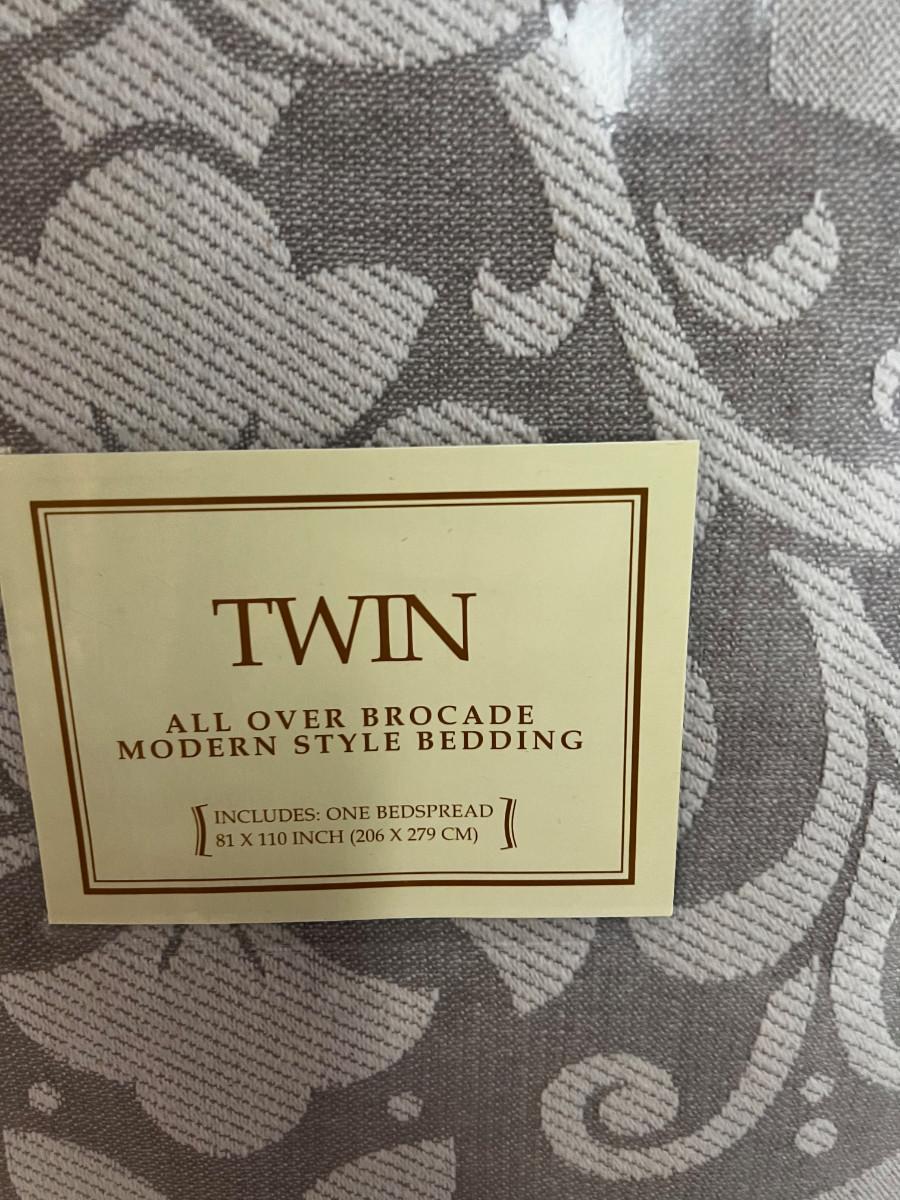 TWIN
ALL OVER BROCADE
MODERN STYLE BEDDING
INCLUDES: ONE BEDSPREAD
81 X 110 INCH (206 X 279 CM)